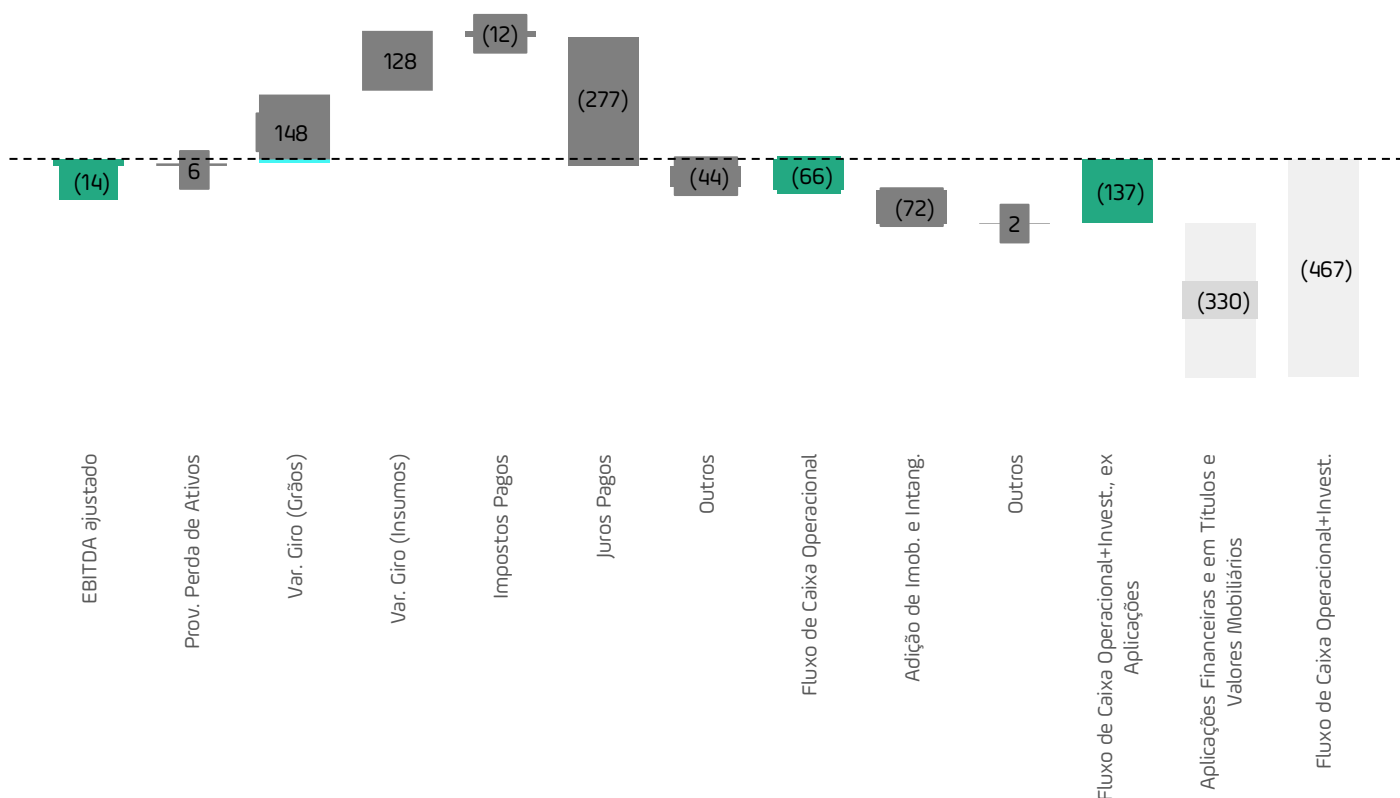 (12)
128
(277)
148
6
(14)
(44)
(66)
(72)
2
(137)
(330)
(467)
EBITDA ajustado
Prov. Perda de Ativos
Var. Giro (Grãos)
Var. Giro (Insumos)
Impostos Pagos
Juros Pagos
Outros
Fluxo de Caixa Operacional
Adição de Imob. e Intang.
Outros
Fluxo de Caixa Operacional+Invest., ex
Aplicações
Aplicações Financeiras e em Títulos e
Valores Mobiliários
Fluxo de Caixa Operacional+Invest.